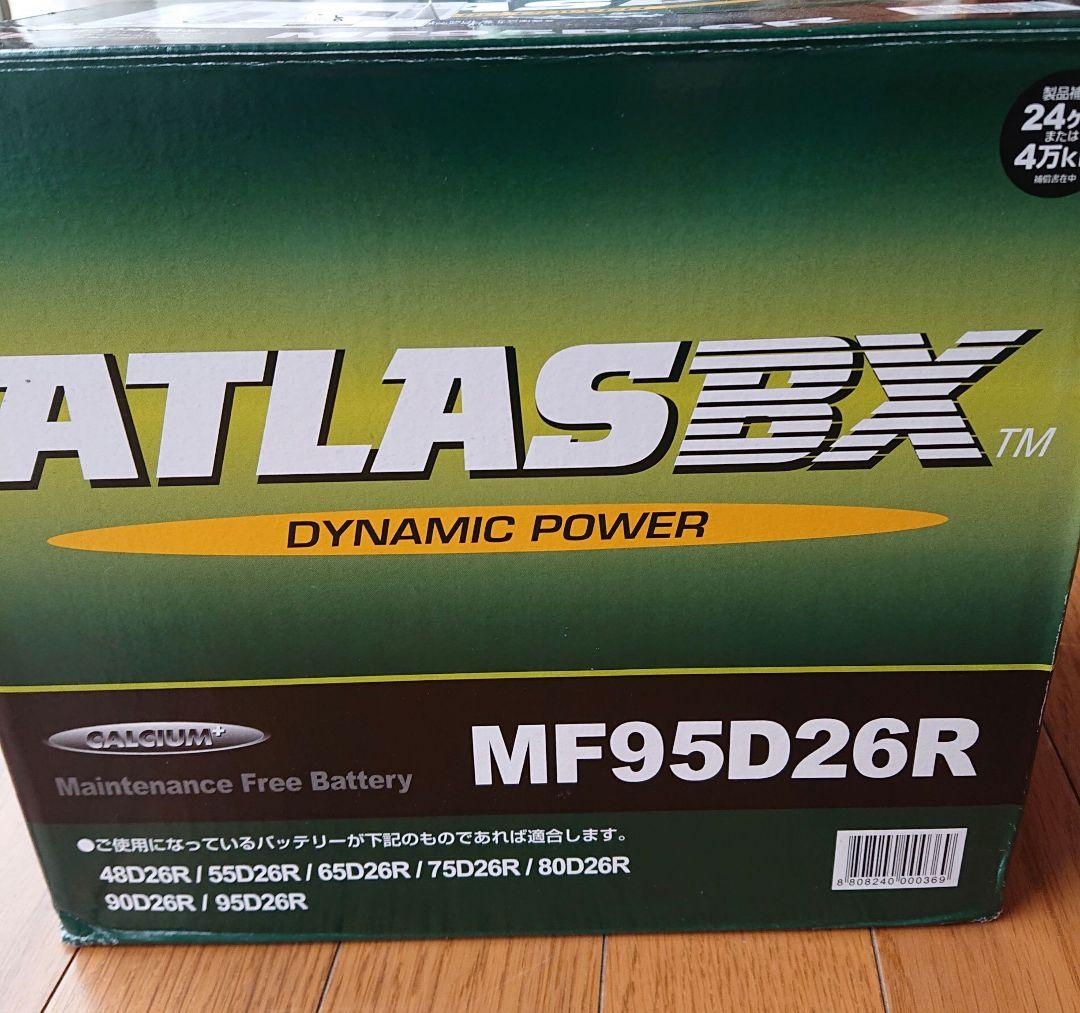 製品補
24ケ
または
4万k
補償書在中
ATLASBX
TM
DYNAMIC POWER
CALCIUM+
MF95D26R
Maintenance Free Battery
●ご使用になっているバッテリーが下記のものであれば適合します。
48D26R / 55D26R / 65D26R / 75D26R / 80D26R
90D26R / 95D26R
8 808240 000369